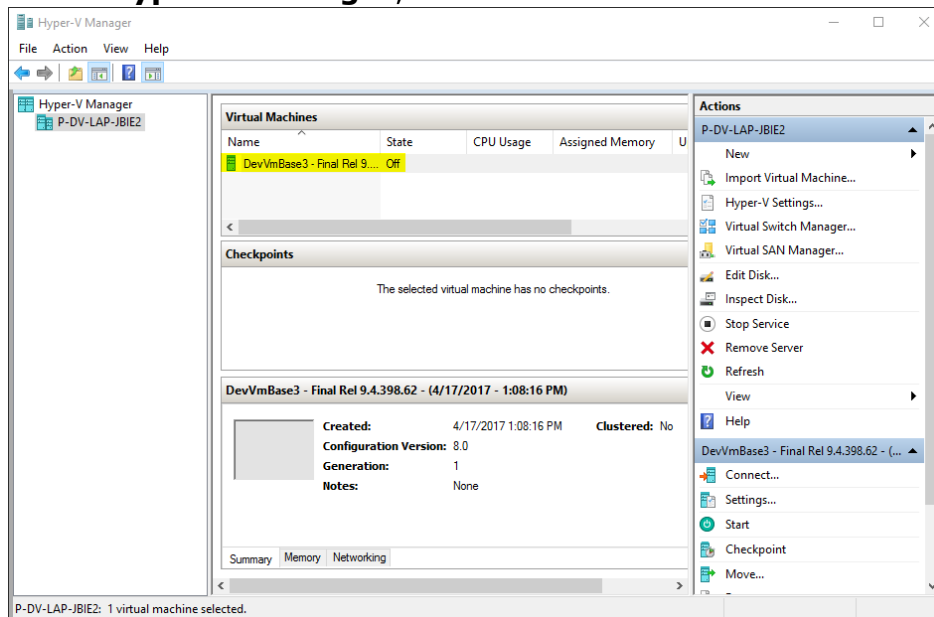 Hyper-V Manager
File Action View Help
Hyper-V Manager
P-DV-LAP-JBIE2
Virtual Machines
Name State CPU Usage Assigned Memory U
DevVmBase3 - Final Rel 9.... Off
Checkpoints
The selected virtual machine has no checkpoints.
DevVmBase3 - Final Rel 9.4.398.62 - (4/17/2017 - 1:08:16 PM)
Created: 4/17/2017 1:08:16 PM Clustered: No
Configuration Version: 8.0
Generation: 1
Notes: None
Summary Memory Networking
Actions
P-DV-LAP-JBIE2
New
Import Virtual Machine...
Hyper-V Settings...
Virtual Switch Manager...
Virtual SAN Manager...
Edit Disk...
Inspect Disk...
Stop Service
Remove Server
Refresh
View
Help
DevVmBase3 - Final Rel 9.4.398.62 - (...
Connect...
Settings...
Start
Checkpoint
Move...
P-DV-LAP-JBIE2: 1 virtual machine selected.